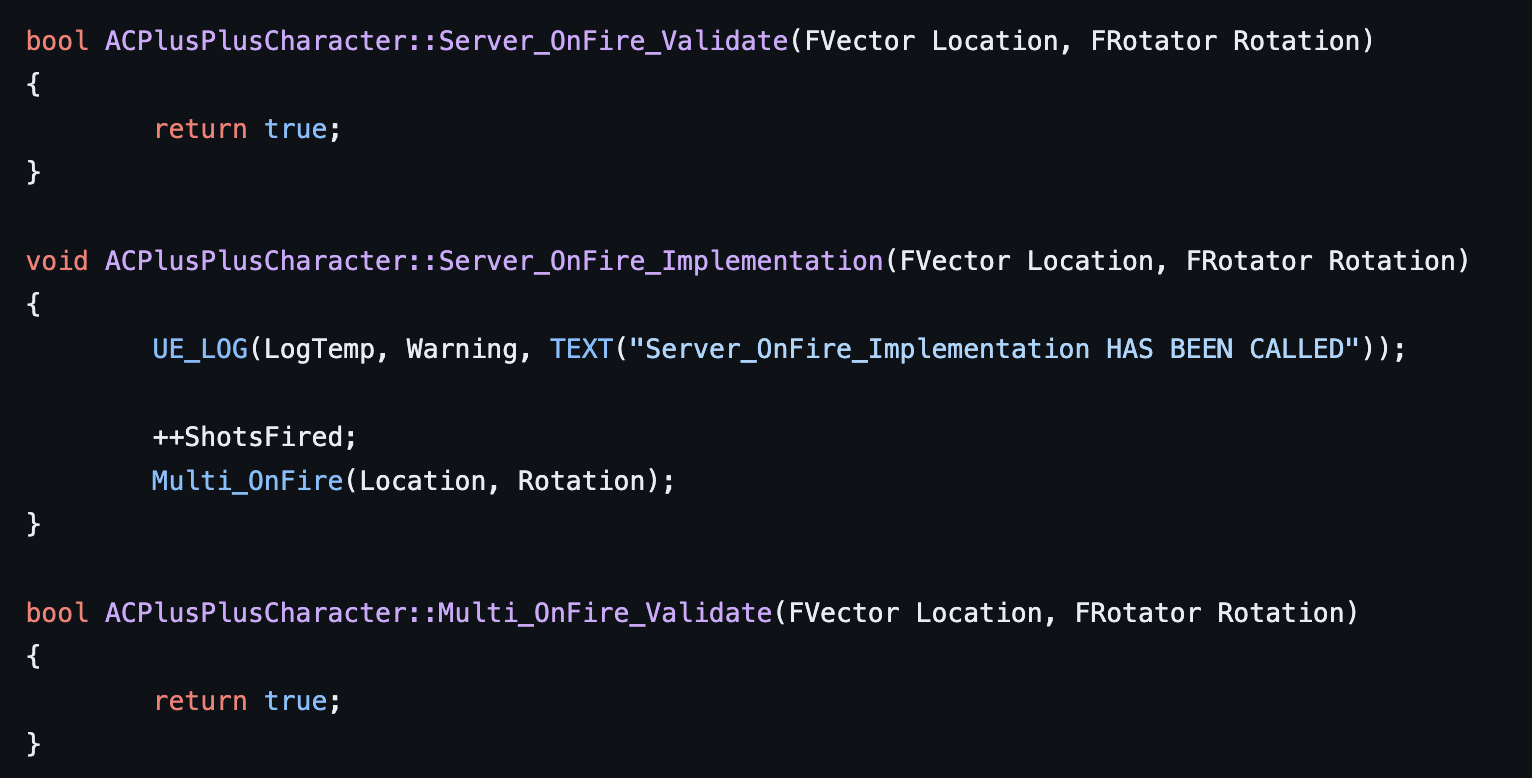 bool ACPlusPlusCharacter::Server_OnFire_Validate(FVector Location, FRotator Rotation)
{
return true;
}
void ACPlusPlusCharacter::Server_OnFire_Implementation(FVector Location, FRotator Rotation)
{
UE_LOG(LogTemp, Warning, TEXT("Server_OnFire_Implementation HAS BEEN CALLED"));
++ShotsFired;
Multi_OnFire(Location, Rotation);
}
bool ACPlusPlusCharacter::Multi_OnFire_Validate(FVector Location, FRotator Rotation)
{
return true;
}